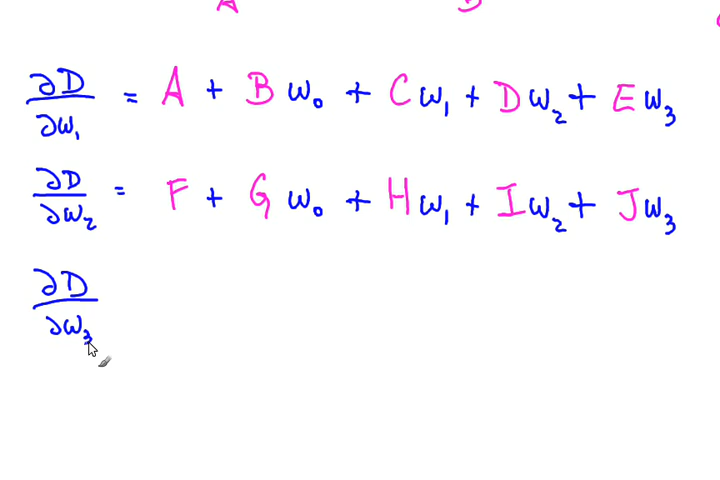 ∂D/∂w₁ = A + B w₀ + C w₁ + D w₂ + E w₃
∂D/∂w₂ = F + G w₀ + H w₁ + I w₂ + J w₃
∂D/∂w₃